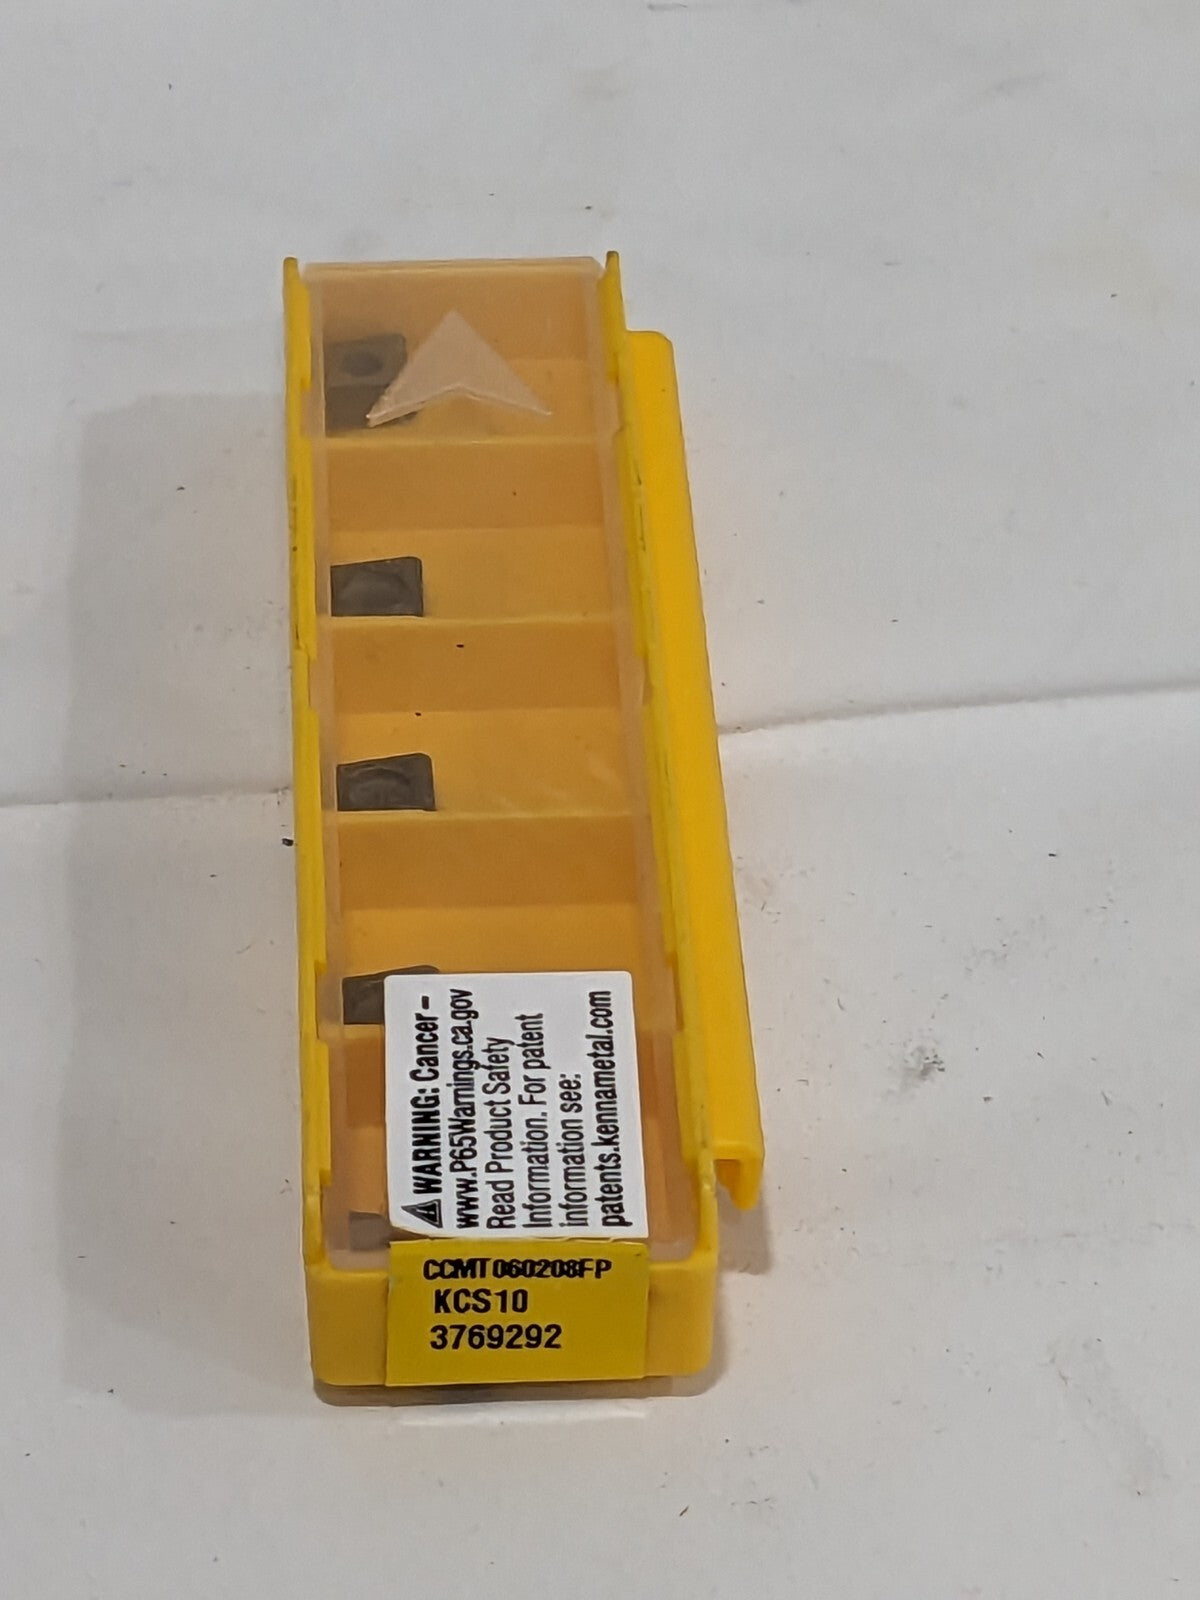 WARNING: Cancer –
www.P65Warnings.ca.gov
Read Product Safety
Information. For patent
information see:
patents.kennametal.com
CCMT060208FP
KCS10
3769292